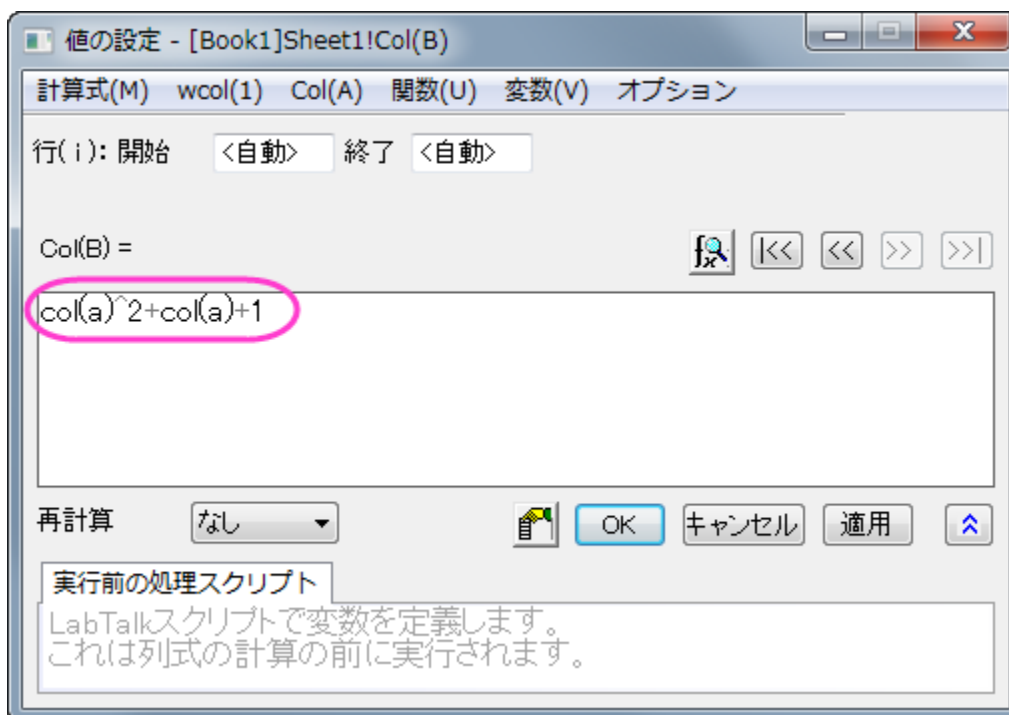 値の設定 - [Book1]Sheet1!Col(B)
計算式(M) wcol(1) Col(A) 関数(U) 変数(V) オプション
行(i): 開始 <自動> 終了 <自動>
Col(B) = |<< << >> >>|
col(a)^2+col(a)+1
再計算 なし OK キャンセル 適用
実行前の処理スクリプト
LabTalkスクリプトで変数を定義します。
これは列式の計算の前に実行されます。